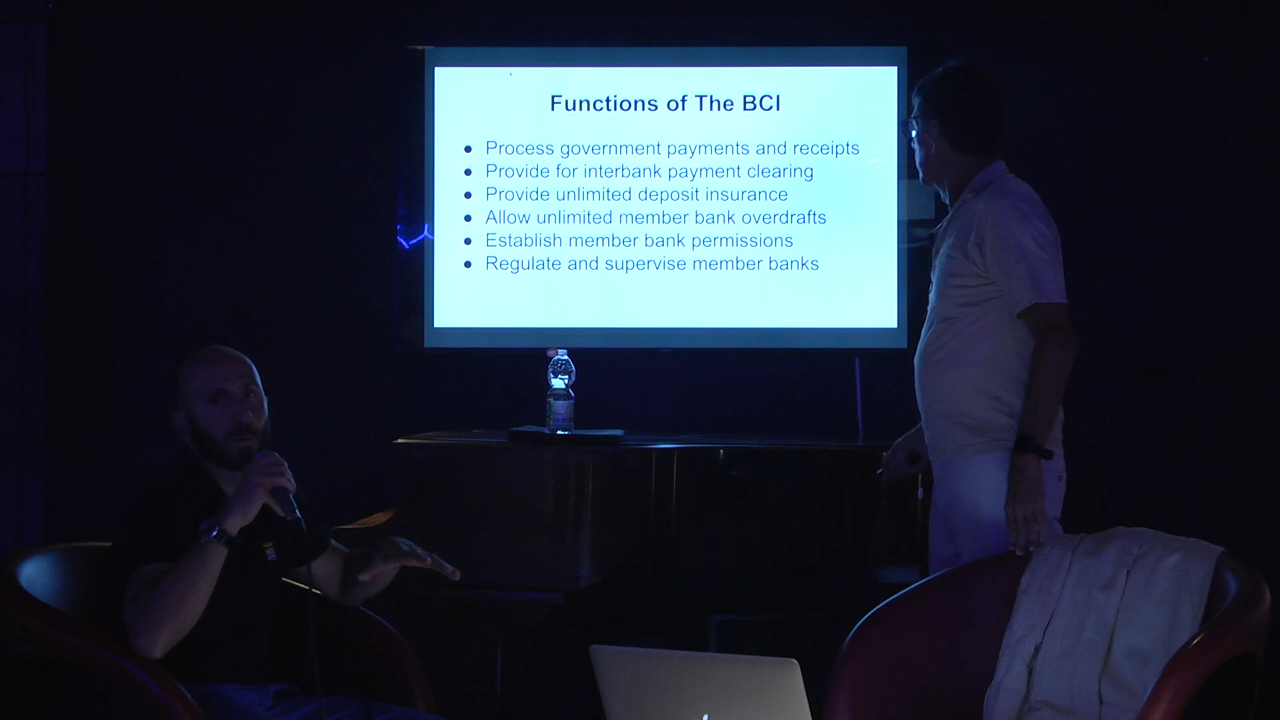 Functions of The BCI
● Process government payments and receipts
● Provide for interbank payment clearing
● Provide unlimited deposit insurance
● Allow unlimited member bank overdrafts
● Establish member bank permissions
● Regulate and supervise member banks